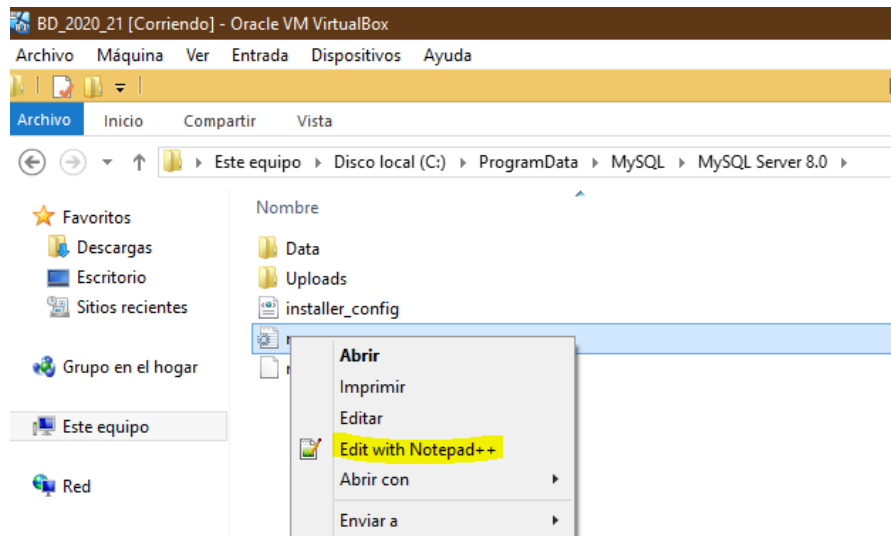 BD_2020_21 [Corriendo] - Oracle VM VirtualBox
Archivo Máquina Ver Entrada Dispositivos Ayuda
Archivo Inicio Compartir Vista
Este equipo Disco local (C:) ProgramData MySQL MySQL Server 8.0
Nombre
Favoritos
Descargas
Escritorio
Sitios recientes
Grupo en el hogar
Este equipo
Red
Data
Uploads
installer_config
Abrir
Imprimir
Editar
Edit with Notepad++
Abrir con
Enviar a